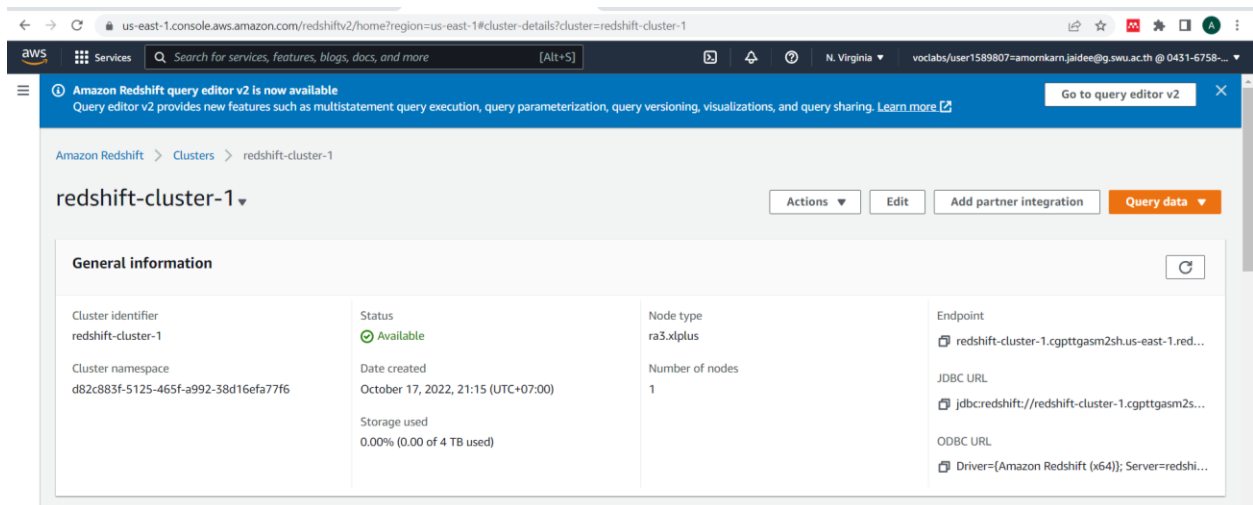 us-east-1.console.aws.amazon.com/redshiftv2/home?region=us-east-1#cluster-details?cluster=redshift-cluster-1
A
aws
Services
Search for services, features, blogs, docs, and more
[Alt+S]
N. Virginia
voclabs/user1589807=amornkarn.jaidee@g.swu.ac.th @ 0431-6758-...
Amazon Redshift query editor v2 is now available
Query editor v2 provides new features such as multistatement query execution, query parameterization, query versioning, visualizations, and query sharing. Learn more
Go to query editor v2
Amazon Redshift > Clusters > redshift-cluster-1
redshift-cluster-1
Actions
Edit
Add partner integration
Query data
General information
Cluster identifier
redshift-cluster-1
Cluster namespace
d82c883f-5125-465f-a992-38d16efa77f6
Status
Available
Date created
October 17, 2022, 21:15 (UTC+07:00)
Storage used
0.00% (0.00 of 4 TB used)
Node type
ra3.xlplus
Number of nodes
1
Endpoint
redshift-cluster-1.cgpttgasm2sh.us-east-1.red...
JDBC URL
jdbc:redshift://redshift-cluster-1.cgpttgasm2s...
ODBC URL
Driver={Amazon Redshift (x64)}; Server=redshi...